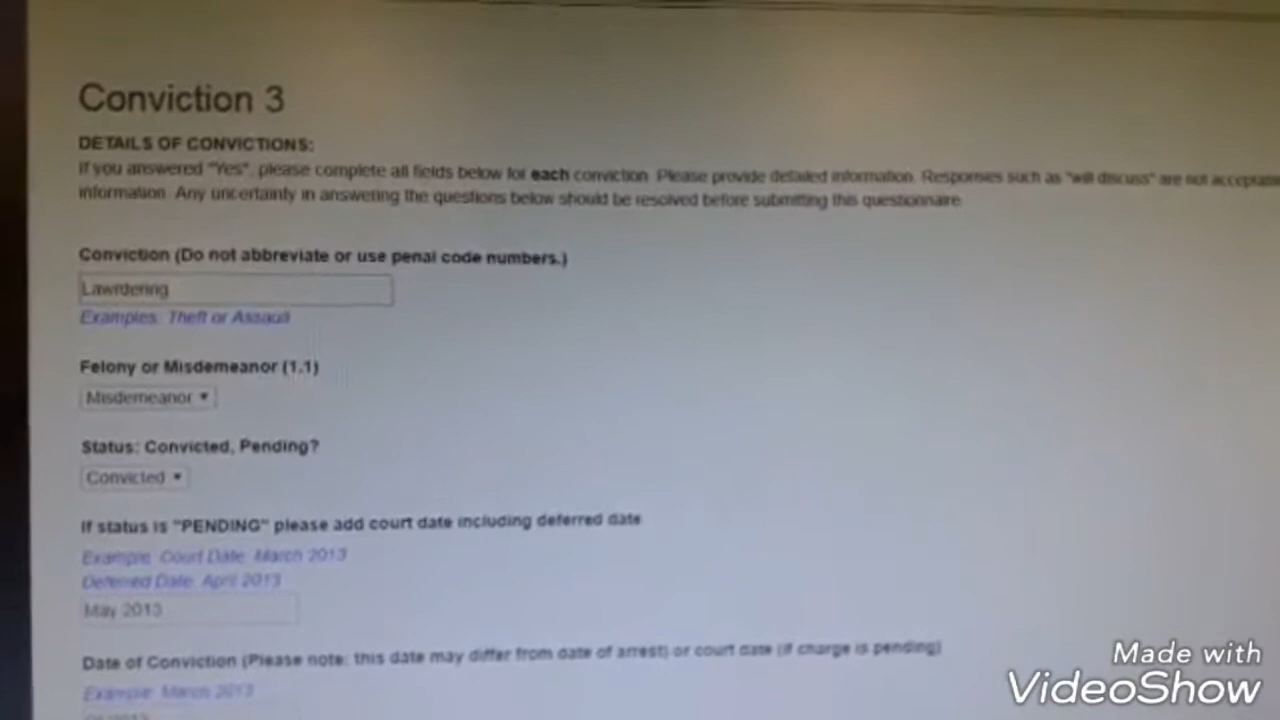 Conviction 3
DETAILS OF CONVICTIONS:
If you answered "Yes", please complete all fields below for each conviction. Please provide detailed information. Responses such as "will discuss" are not
information. Any uncertainty in answering the questions below should be resolved before submitting this questionnaire
Conviction (Do not abbreviate or use penal code numbers.)
Lawrdering
Examples: Theft or Assault
Felony or Misdemeanor (1.1)
Misdemeanor
Status: Convicted, Pending?
Convicted
If status is "PENDING" please add court date including deferred date
Example: Court Date: March 2013
Deferred Date: April 2013
May 2013
Date of Conviction (Please note: this date may differ from date of arrest) or court date (if charge is pending)
Example: March 2013
Made with
VideoShow